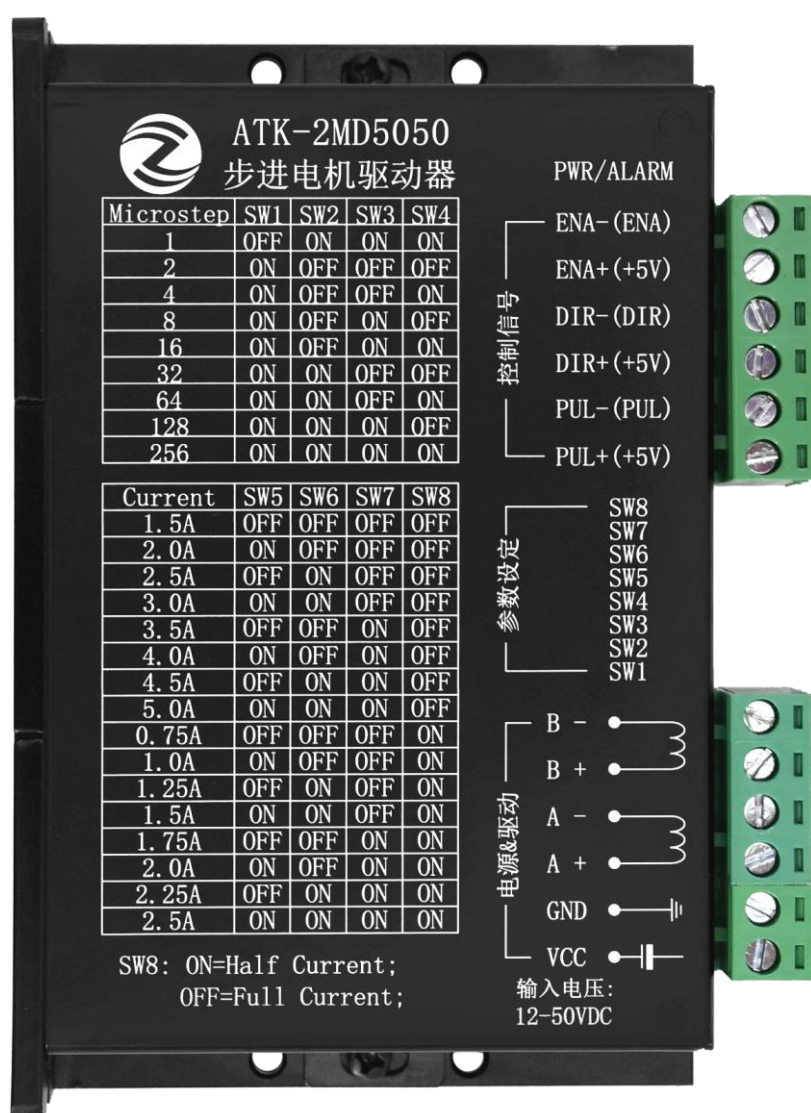 ATK-2MD5050
步进电机驱动器
Microstep SW1 SW2 SW3 SW4
1 OFF ON ON ON
2 ON OFF OFF OFF
4 ON OFF OFF ON
8 ON OFF ON OFF
16 ON OFF ON ON
32 ON ON OFF OFF
64 ON ON OFF ON
128 ON ON ON OFF
256 ON ON ON ON
Current SW5 SW6 SW7 SW8
1.5A OFF OFF OFF OFF
2.0A ON OFF OFF OFF
2.5A OFF ON OFF OFF
3.0A ON ON OFF OFF
3.5A OFF OFF ON OFF
4.0A ON OFF ON OFF
4.5A OFF ON ON OFF
5.0A ON ON ON OFF
0.75A OFF OFF OFF ON
1.0A ON OFF OFF ON
1.25A OFF ON OFF ON
1.5A ON ON OFF ON
1.75A OFF OFF ON ON
2.0A ON OFF ON ON
2.25A OFF ON ON ON
2.5A ON ON ON ON
SW8: ON=Half Current;
OFF=Full Current;
PWR/ALARM
控制信号
ENA-(ENA)
ENA+(+5V)
DIR-(DIR)
DIR+(+5V)
PUL-(PUL)
PUL+(+5V)
参数设定
SW8
SW7
SW6
SW5
SW4
SW3
SW2
SW1
电源&驱动
B -
B +
A -
A +
GND
VCC
输入电压:
12-50VDC